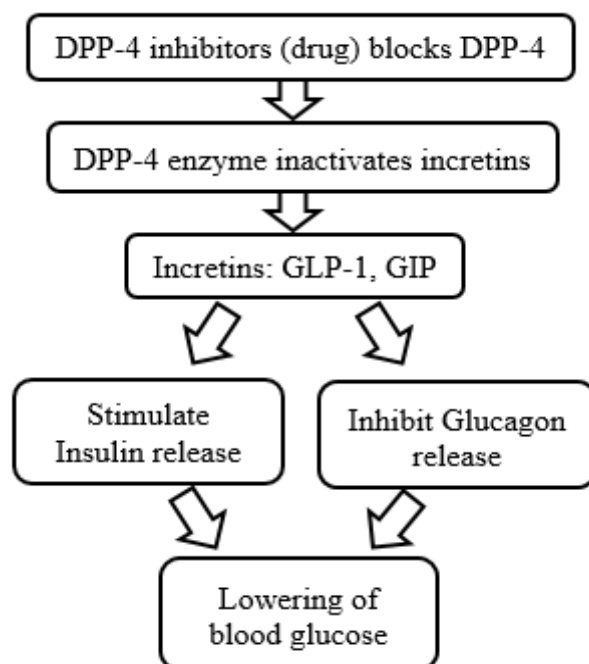 DPP-4 inhibitors (drug) blocks DPP-4
DPP-4 enzyme inactivates incretins
Incretins: GLP-1, GIP
Stimulate
Insulin release
Inhibit Glucagon
release
Lowering of
blood glucose